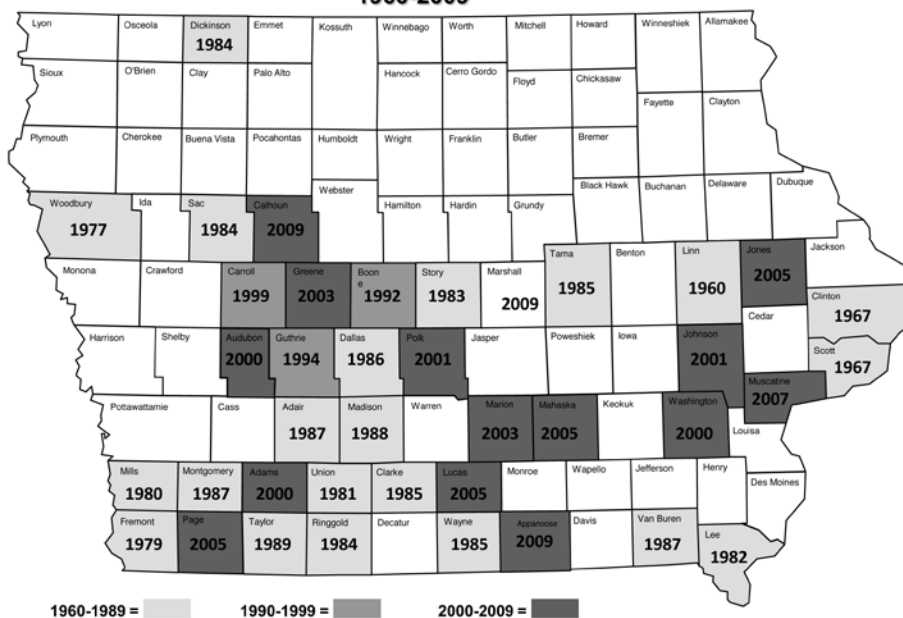 1960-2009
Lyon Osceola Dickinson Emmet Kossuth Winnebago Worth Mitchell Howard Winneshiek Allamakee
1984
Sioux O'Brien Clay Palo Alto Hancock Cerro Gordo Floyd Chickasaw
Fayette Clayton
Plymouth Cherokee Buena Vista Pocahontas Humboldt Wright Franklin Butler Bremer
Webster Black Hawk Buchanan Delaware Dubuque
Woodbury Ida Sac Calhoun Hamilton Hardin Grundy
1977 1984 2009
Monona Crawford Carroll Greene Boon
e Story Marshall Tama Benton Linn Jones Jackson
1999 2003 1992 1983 2009 1985 1960 2005
Clinton
1967
Harrison Shelby Audubon Guthrie Dallas Polk Jasper Poweshiek Iowa Johnson Cedar
2000 1994 1986 2001 2001
Scott
1967
Muscatine
2007
Pottawattamie Cass Adair Madison Warren Marion Mahaska Keokuk Washington Louisa
1987 1988 2003 2005 2000
Mills Montgomery Adams Union Clarke Lucas Monroe Wapello Jefferson Henry Des Moines
1980 1987 2000 1981 1985 2005
Fremont Page Taylor Ringgold Decatur Wayne Appanoose Davis Van Buren Lee
1979 2005 1989 1984 1985 2009 1987 1982
1960-1989 = 1990-1999 = 2000-2009 =